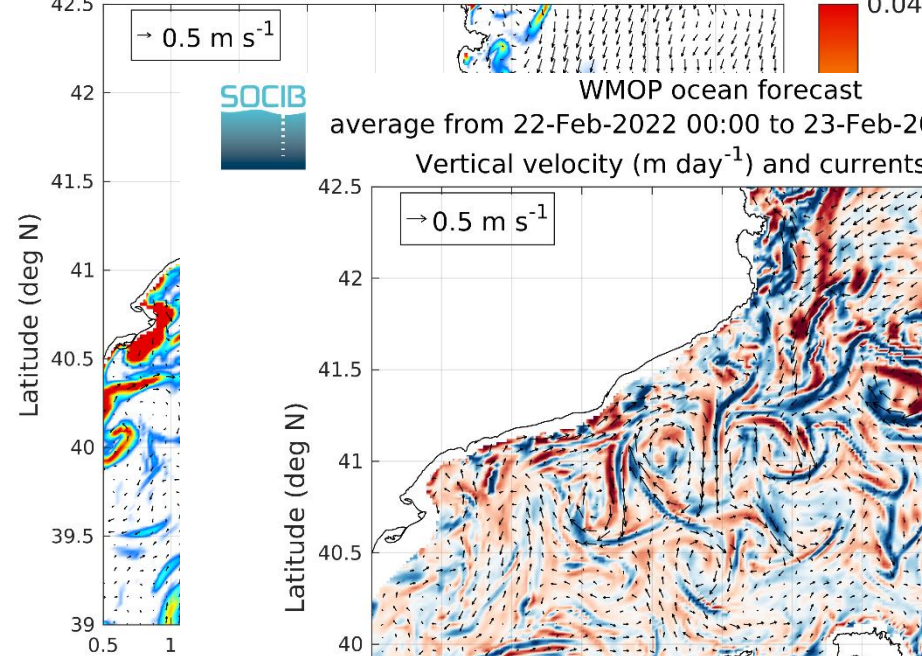 42.5
→ 0.5 m s⁻¹
0.04
42
41.5
41
40.5
40
39.5
39
0.5
1
Latitude (deg N)
SOCIB
WMOP ocean forecast
average from 22-Feb-2022 00:00 to 23-Feb-20
Vertical velocity (m day⁻¹) and currents
42.5
→ 0.5 m s⁻¹
42
41.5
41
40.5
40
Latitude (deg N)